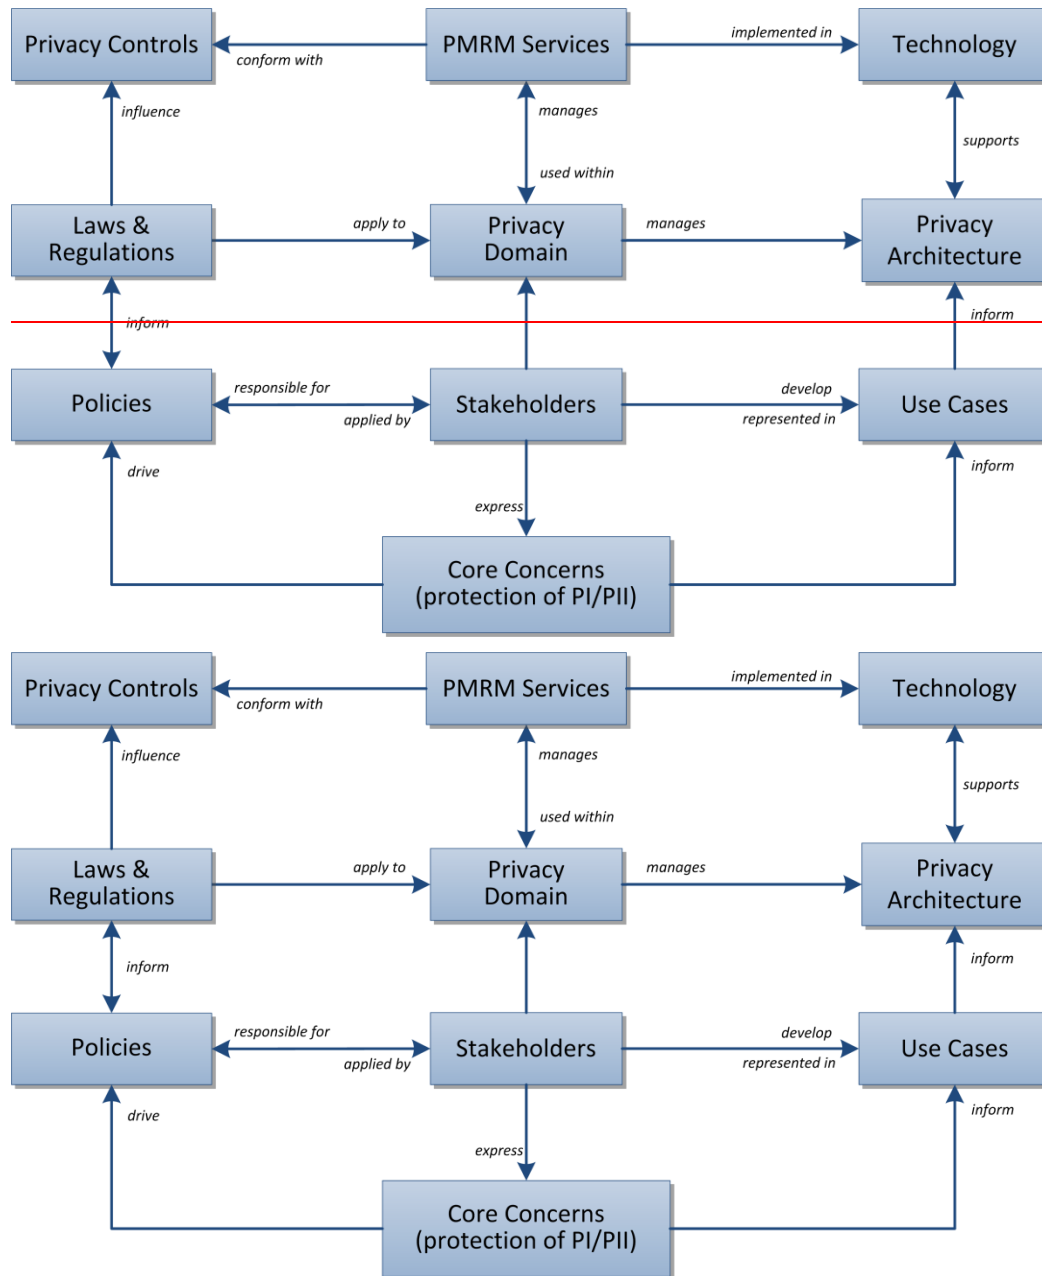 Privacy Controls
PMRM Services
Technology
conform with
implemented in
influence
manages
supports
used within
Laws &
Regulations
apply to
Privacy
Domain
manages
Privacy
Architecture
inform
inform
Policies
responsible for
applied by
Stakeholders
develop
represented in
Use Cases
drive
express
inform
Core Concerns
(protection of PI/PII)
Privacy Controls
PMRM Services
Technology
conform with
implemented in
influence
manages
supports
used within
Laws &
Regulations
apply to
Privacy
Domain
manages
Privacy
Architecture
inform
inform
Policies
responsible for
applied by
Stakeholders
develop
represented in
Use Cases
drive
express
inform
Core Concerns
(protection of PI/PII)